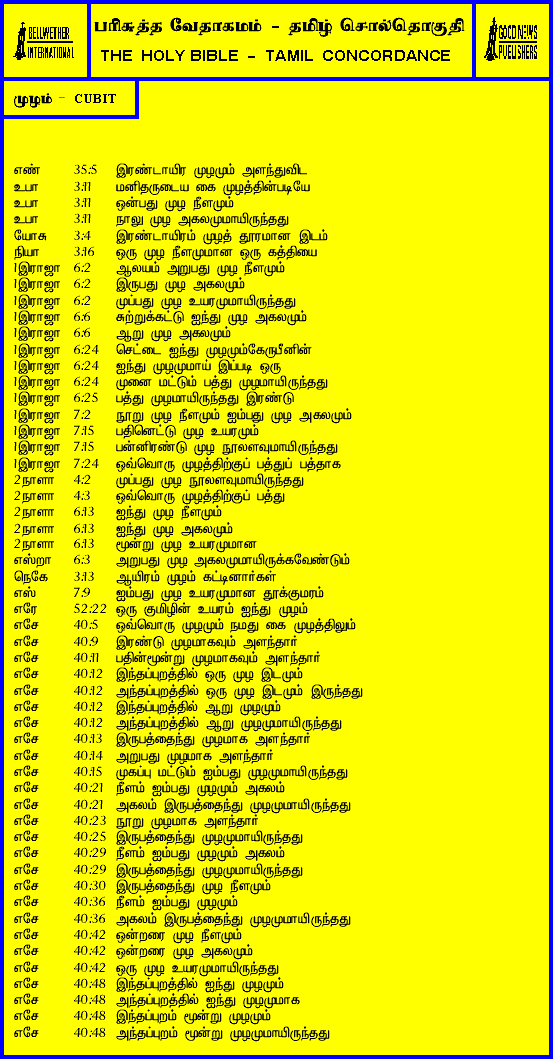 BELLWETHER
INTERNATIONAL
பரிசுத்த வேதாகமம் - தமிழ் சொல்தொகுதி
THE HOLY BIBLE - TAMIL CONCORDANCE
GOOD NEWS
PUBLISHERS
முழம் - CUBIT
எண் 35:5 இரண்டாயிர முழமும் அளந்துவிட
உபா 3:11 மனிதருடைய கை முழத்தின்படியே
உபா 3:11 ஒன்பது முழ நீளமும்
உபா 3:11 நாலு முழ அகலமுமாயிருந்தது
யோசு 3:4 இரண்டாயிரம் முழத் தூரமான இடம்
நியா 3:16 ஒரு முழ நீளமுமான ஒரு கத்தியை
1இராஜா 6:2 ஆலயம் அறுபது முழ நீளமும்
1இராஜா 6:2 இருபது முழ அகலமும்
1இராஜா 6:2 முப்பது முழ உயரமுமாயிருந்தது
1இராஜா 6:6 சுற்றுக்கட்டு ஐந்து முழ அகலமும்
1இராஜா 6:6 ஆறு முழ அகலமும்
1இராஜா 6:24 செட்டை ஐந்து முழமும்கேருபீனின்
1இராஜா 6:24 ஐந்து முழமுமாய் இப்படி ஒரு
1இராஜா 6:24 முனை மட்டும் பத்து முழமாயிருந்தது
1இராஜா 6:25 பத்து முழமாயிருந்தது இரண்டு
1இராஜா 7:2 நூறு முழ நீளமும் ஐம்பது முழ அகலமும்
1இராஜா 7:15 பதினெட்டு முழ உயரமும்
1இராஜா 7:15 பன்னிரண்டு முழ நூலளவுமாயிருந்தது
1இராஜா 7:24 ஒவ்வொரு முழத்திற்குப் பத்துப் பத்தாக
2நாளா 4:2 முப்பது முழ நூலளவுமாயிருந்தது
2நாளா 4:3 ஒவ்வொரு முழத்திற்குப் பத்து
2நாளா 6:13 ஐந்து முழ நீளமும்
2நாளா 6:13 ஐந்து முழ அகலமும்
2நாளா 6:13 மூன்று முழ உயரமுமான
எஸ்றா 6:3 அறுபது முழ அகலமுமாயிருக்கவேண்டும்
நெகே 3:13 ஆயிரம் முழம் கட்டினார்கள்
எஸ் 7:9 ஐம்பது முழ உயரமுமான தூக்குமரம்
எரே 52:22 ஒரு குமிழின் உயரம் ஐந்து முழம்
எசே 40:5 ஒவ்வொரு முழமும் நமது கை முழத்திலும்
எசே 40:9 இரண்டு முழமாகவும் அளந்தார்
எசே 40:11 பதின்மூன்று முழமாகவும் அளந்தார்
எசே 40:12 இந்தப்புறத்தில் ஒரு முழ இடமும்
எசே 40:12 அந்தப்புறத்தில் ஒரு முழ இடமும் இருந்தது
எசே 40:12 இந்தப்புறத்தில் ஆறு முழமும்
எசே 40:12 அந்தப்புறத்தில் ஆறு முழமுமாயிருந்தது
எசே 40:13 இருபத்தைந்து முழமாக அளந்தார்
எசே 40:14 அறுபது முழமாக அளந்தார்
எசே 40:15 முகப்பு மட்டும் ஐம்பது முழமுமாயிருந்தது
எசே 40:21 நீளம் ஐம்பது முழமும் அகலம்
எசே 40:21 அகலம் இருபத்தைந்து முழமுமாயிருந்தது
எசே 40:23 நூறு முழமாக அளந்தார்
எசே 40:25 இருபத்தைந்து முழமுமாயிருந்தது
எசே 40:29 நீளம் ஐம்பது முழமும் அகலம்
எசே 40:29 இருபத்தைந்து முழமுமாயிருந்தது
எசே 40:30 இருபத்தைந்து முழ நீளமும்
எசே 40:36 நீளம் ஐம்பது முழமும்
எசே 40:36 அகலம் இருபத்தைந்து முழமுமாயிருந்தது
எசே 40:42 ஒன்றரை முழ நீளமும்
எசே 40:42 ஒன்றரை முழ அகலமும்
எசே 40:42 ஒரு முழ உயரமுமாயிருந்தது
எசே 40:48 இந்தப்புறத்தில் ஐந்து முழமும்
எசே 40:48 அந்தப்புறத்தில் ஐந்து முழமுமாக
எசே 40:48 இந்தப்புறம் மூன்று முழமும்
எசே 40:48 அந்தப்புறம் மூன்று முழமுமாயிருந்தது